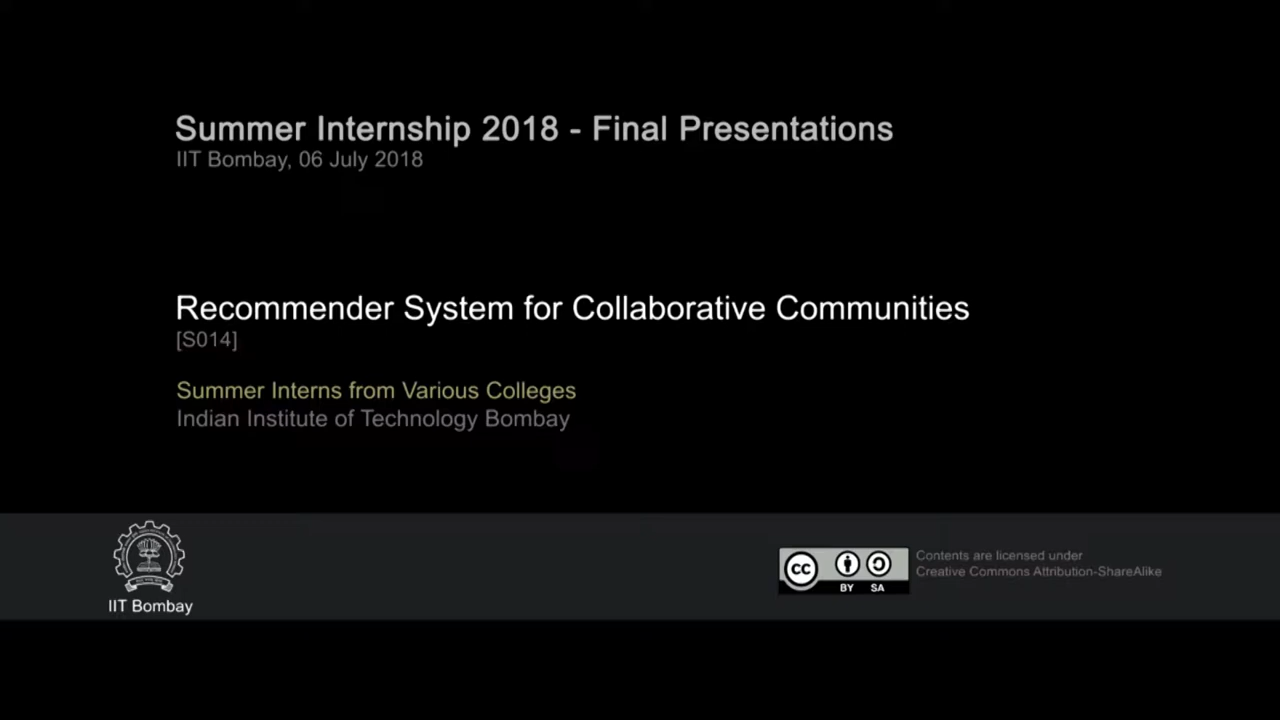 Summer Internship 2018 - Final Presentations
IIT Bombay, 06 July 2018
Recommender System for Collaborative Communities
[S014]
Summer Interns from Various Colleges
Indian Institute of Technology Bombay
IIT Bombay
cc
BY SA
Contents are licensed under
Creative Commons Attribution-ShareAlike